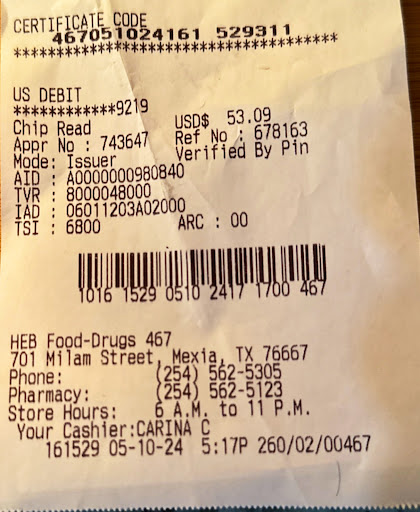 CERTIFICATE CODE
467051024161 529311
************************************
US DEBIT
************9219
Chip Read USD$ 53.09
Appr No : 743647 Ref No : 678163
Mode: Issuer Verified By Pin
AID : A0000000980840
TVR : 8000048000
IAD : 06011203A02000
TSI : 6800 ARC : 00
1016 1529 0510 2417 1700 467
HEB Food-Drugs 467
701 Milam Street, Mexia, TX 76667
Phone: (254) 562-5305
Pharmacy: (254) 562-5123
Store Hours: 6 A.M. to 11 P.M.
Your Cashier:CARINA C
161529 05-10-24 5:17P 260/02/00467